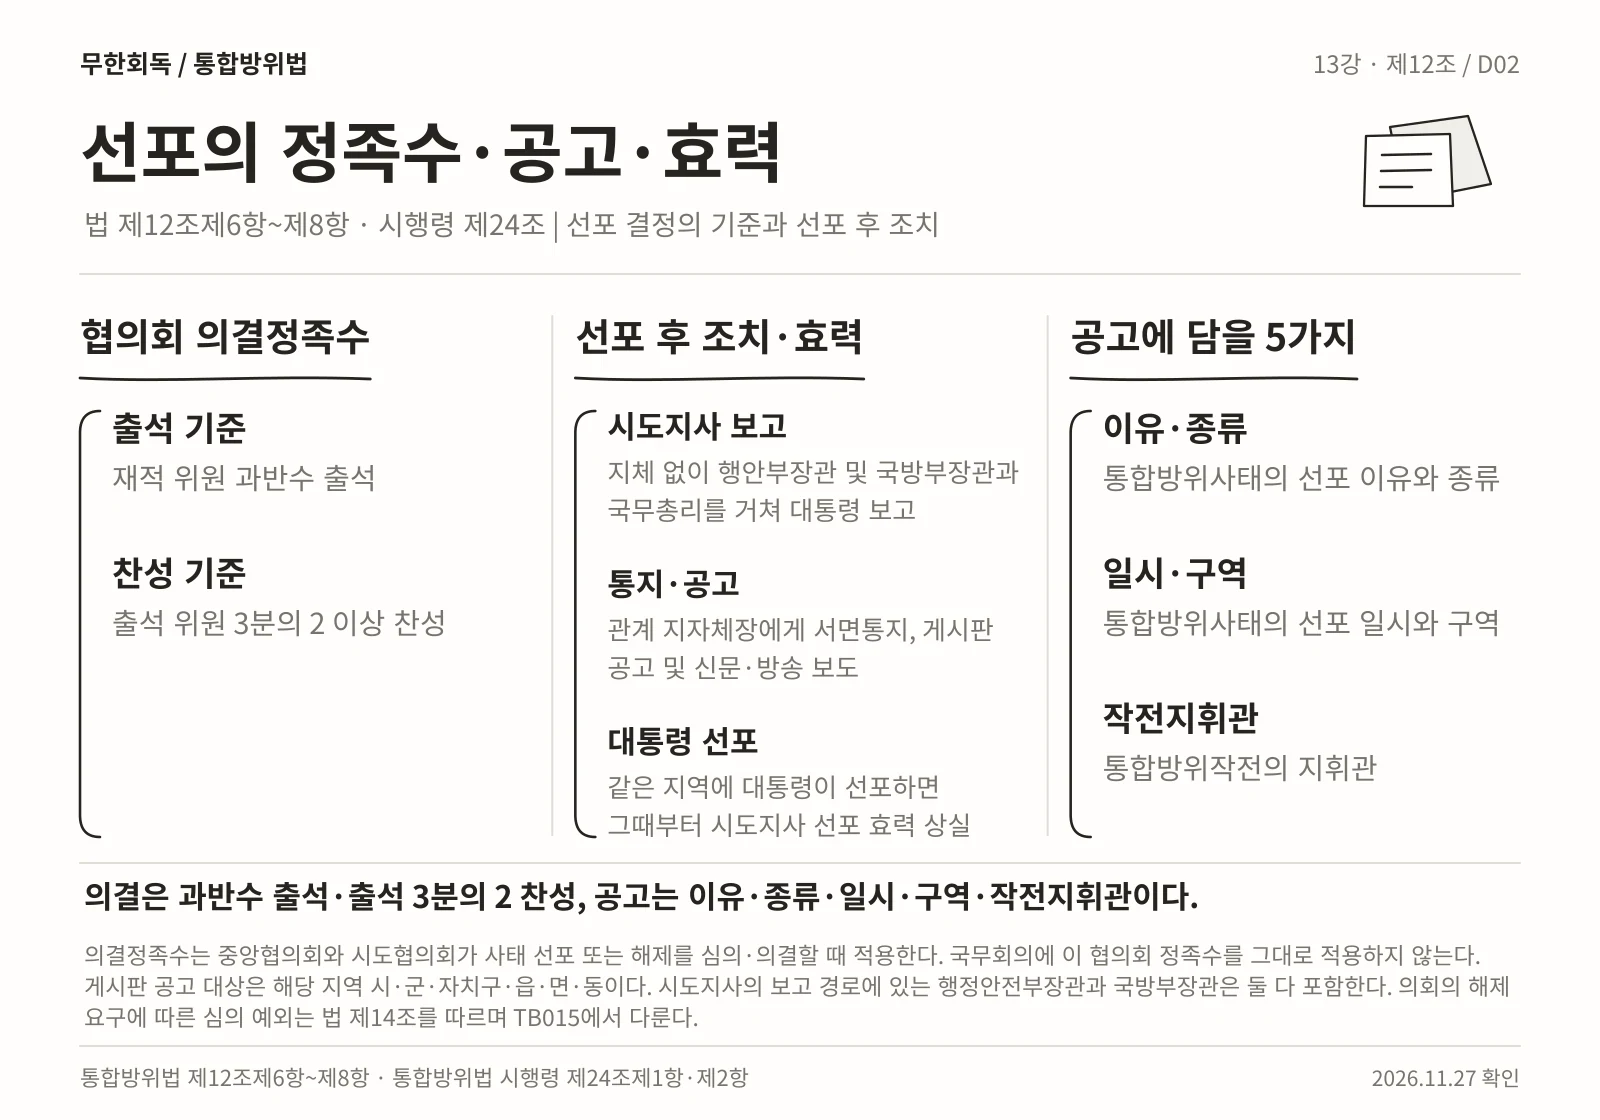 무한회독 / 통합방위법
13강 · 제12조 / D02
선포의 정족수·공고·효력
법 제12조제6항~제8항 · 시행령 제24조 | 선포 결정의 기준과 선포 후 조치
협의회 의결정족수
출석 기준
재적 위원 과반수 출석
찬성 기준
출석 위원 3분의 2 이상 찬성
선포 후 조치·효력
시도지사 보고
지체 없이 행안부장관 및 국방부장관과
국무총리를 거쳐 대통령 보고
통지·공고
관계 지자체장에게 서면통지, 게시판
공고 및 신문·방송 보도
대통령 선포
같은 지역에 대통령이 선포하면
그때부터 시도지사 선포 효력 상실
공고에 담을 5가지
이유·종류
통합방위사태의 선포 이유와 종류
일시·구역
통합방위사태의 선포 일시와 구역
작전지휘관
통합방위작전의 지휘관
의결은 과반수 출석·출석 3분의 2 찬성, 공고는 이유·종류·일시·구역·작전지휘관이다.
의결정족수는 중앙협의회와 시도협의회가 사태 선포 또는 해제를 심의·의결할 때 적용한다. 국무회의에 이 협의회 정족수를 그대로 적용하지 않는다.
게시판 공고 대상은 해당 지역 시·군·자치구·읍·면·동이다. 시도지사의 보고 경로에 있는 행정안전부장관과 국방부장관은 둘 다 포함한다. 의회의 해제
요구에 따른 심의 예외는 법 제14조를 따르며 TB015에서 다룬다.
통합방위법 제12조제6항~제8항 · 통합방위법 시행령 제24조제1항·제2항
2026.11.27 확인